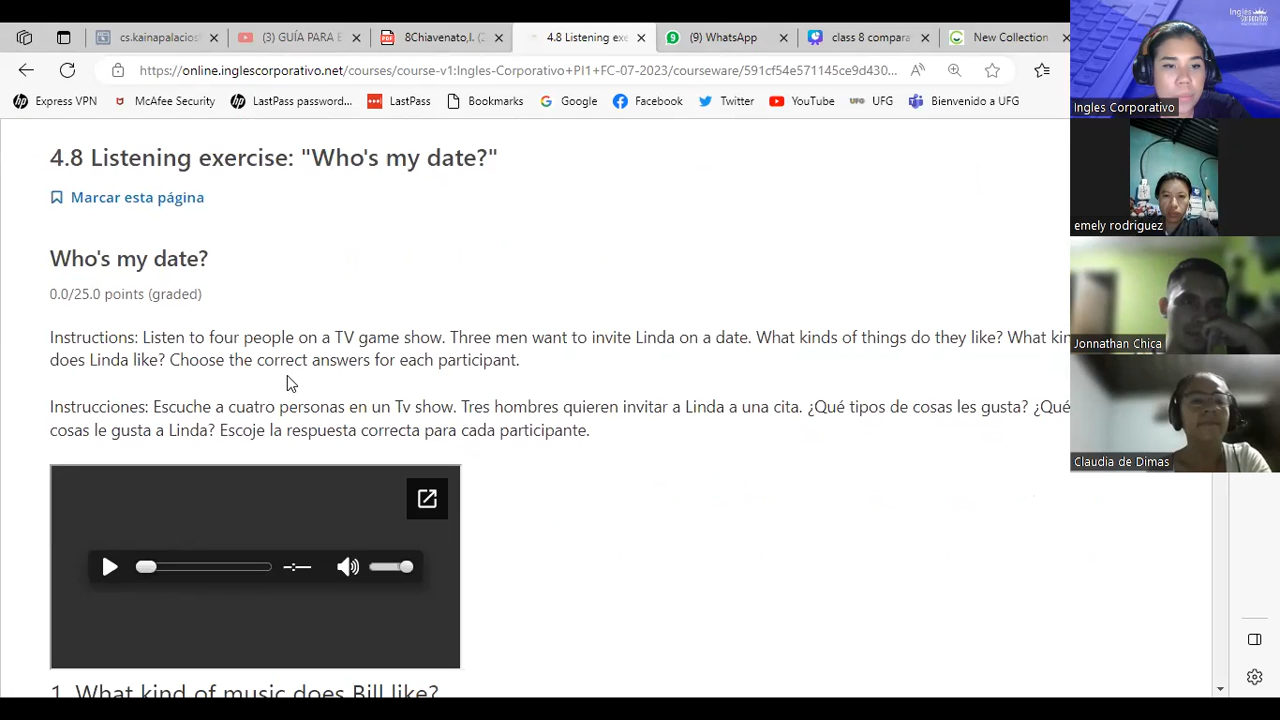 cs.kainapalacios
(3) GUÍA PARA E
8ChiavenatoJ. (
4.8 Listening exe
(9) WhatsApp
class 8 compara
New Collection
https://online.inglescorporativo.net/courses/course-v1:Ingles-Corporativo+PI1+FC-07-2023/courseware/591cf54e571145ce9d430...
Express VPN
McAfee Security
LastPass password...
LastPass
Bookmarks
Google
Facebook
Twitter
YouTube
UFG
Bienvenido a UFG
4.8 Listening exercise: "Who's my date?"
Marcar esta página
Who's my date?
0.0/25.0 points (graded)
Instructions: Listen to four people on a TV game show. Three men want to invite Linda on a date. What kinds of things do they like? What kin
does Linda like? Choose the correct answers for each participant.
Instrucciones: Escuche a cuatro personas en un Tv show. Tres hombres quieren invitar a Linda a una cita. ¿Qué tipos de cosas les gusta? ¿Qué
cosas le gusta a Linda? Escoje la respuesta correcta para cada participante.
1. What kind of music does Bill like?
Ingles Corporativo
emely rodriguez
Jonnathan Chica
Claudia de Dimas